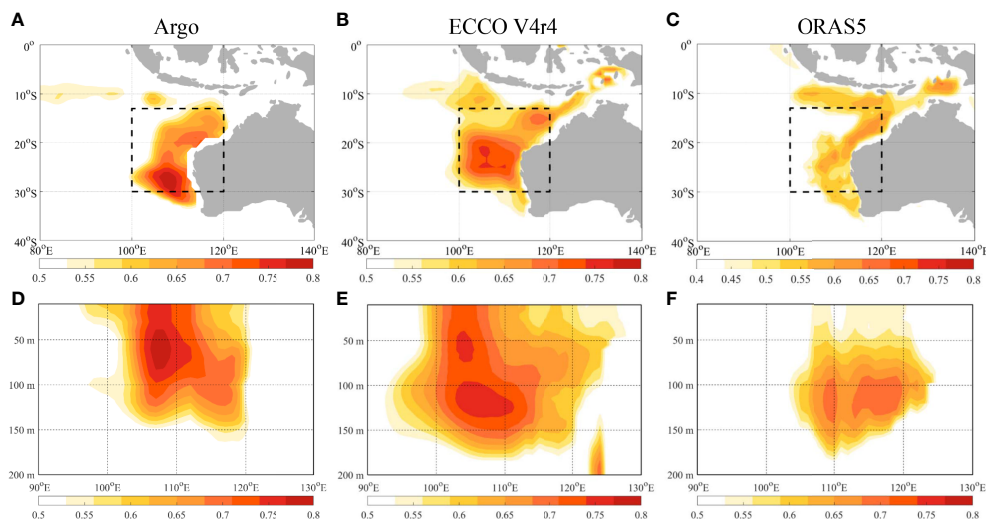 A Argo B ECCO V4r4 C ORAS5
0° 0° 0°
10°S 10°S 10°S
20°S 20°S 20°S
30°S 30°S 30°S
40°S 40°S 40°S
80°E 100°E 120°E 140°E 80°E 100°E 120°E 140°E 80°E 100°E 120°E 140°E
0.5 0.55 0.6 0.65 0.7 0.75 0.8 0.5 0.55 0.6 0.65 0.7 0.75 0.8 0.4 0.45 0.5 0.55 0.6 0.65 0.7 0.75 0.8
D E F
50 m 50 m 50 m
100 m 100 m 100 m
150 m 150 m 150 m
200 m 200 m 200 m
90°E 100°E 110°E 120°E 130°E 90°E 100°E 110°E 120°E 130°E 90°E 100°E 110°E 120°E 130°E
0.5 0.55 0.6 0.65 0.7 0.75 0.8 0.5 0.55 0.6 0.65 0.7 0.75 0.8 0.5 0.55 0.6 0.65 0.7 0.75 0.8